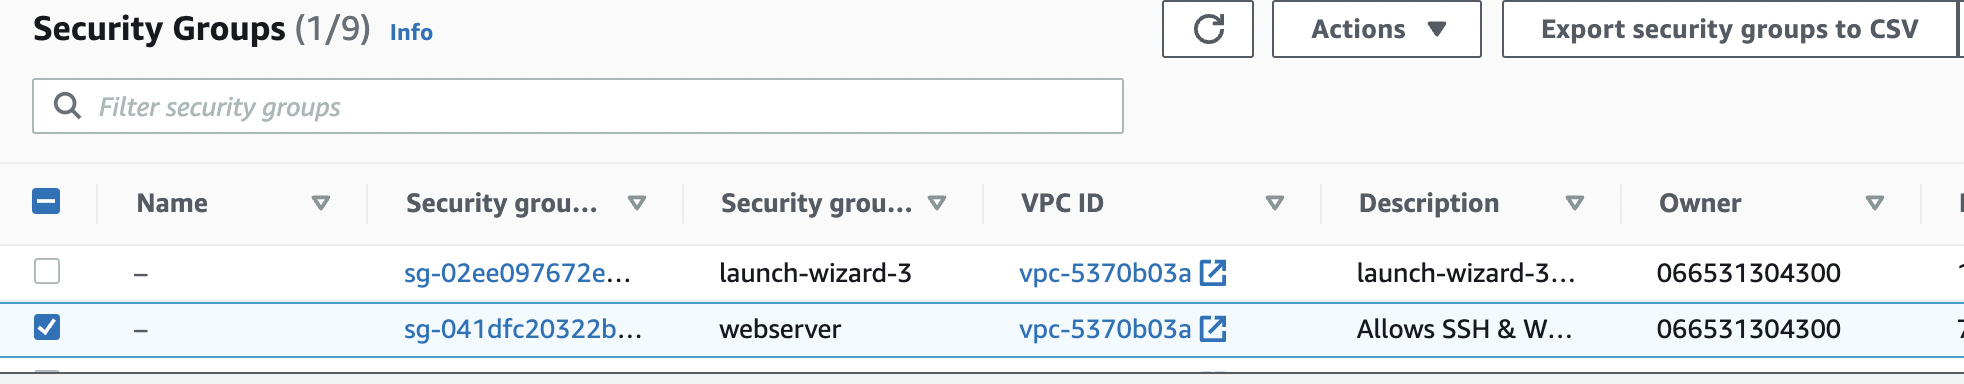 Security Groups (1/9) Info
Actions
Export security groups to CSV
Filter security groups
Name Security grou... Security grou... VPC ID Description Owner
– sg-02ee097672e... launch-wizard-3 vpc-5370b03a launch-wizard-3... 066531304300
– sg-041dfc20322b... webserver vpc-5370b03a Allows SSH & W... 066531304300